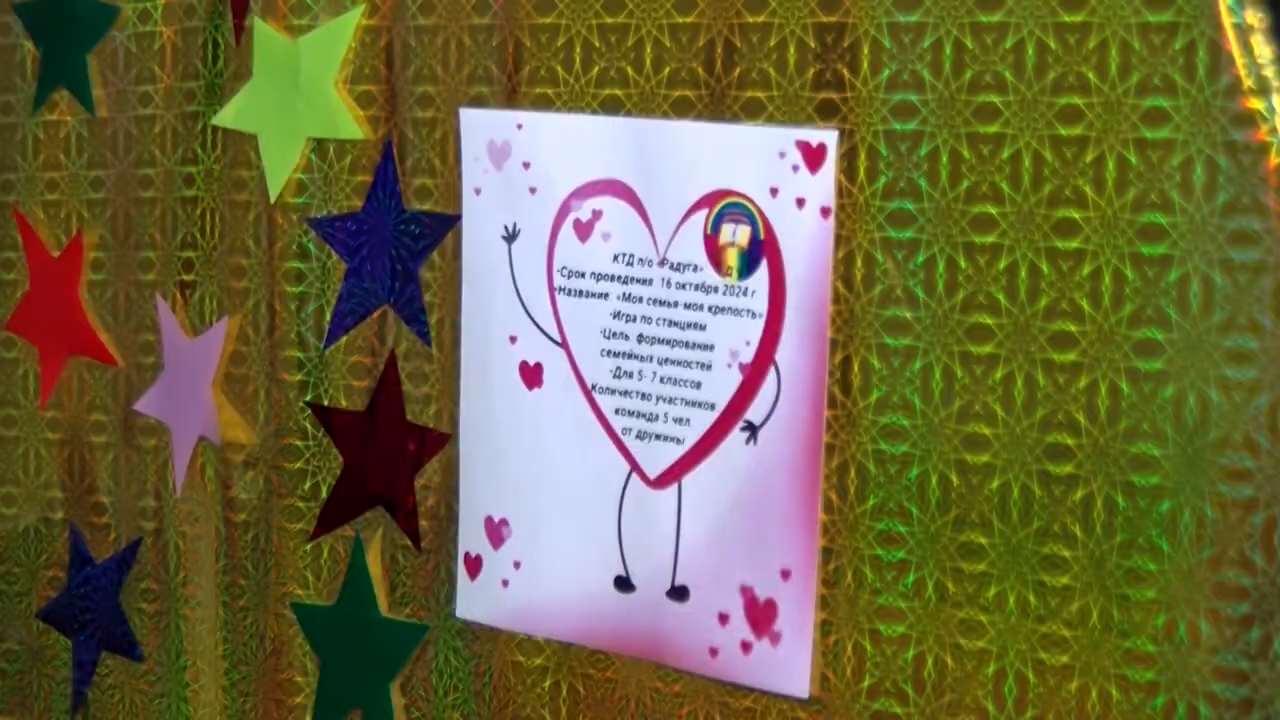 КТД п/о «Радуга»
·Срок проведения 16 октября 2024 г
·Название: «Моя семья-моя крепость»
·Игра по станциям
·Цель: формирование
семейных ценностей
·Для 5- 7 классов
Количество участников
команда 5 чел.
от дружины